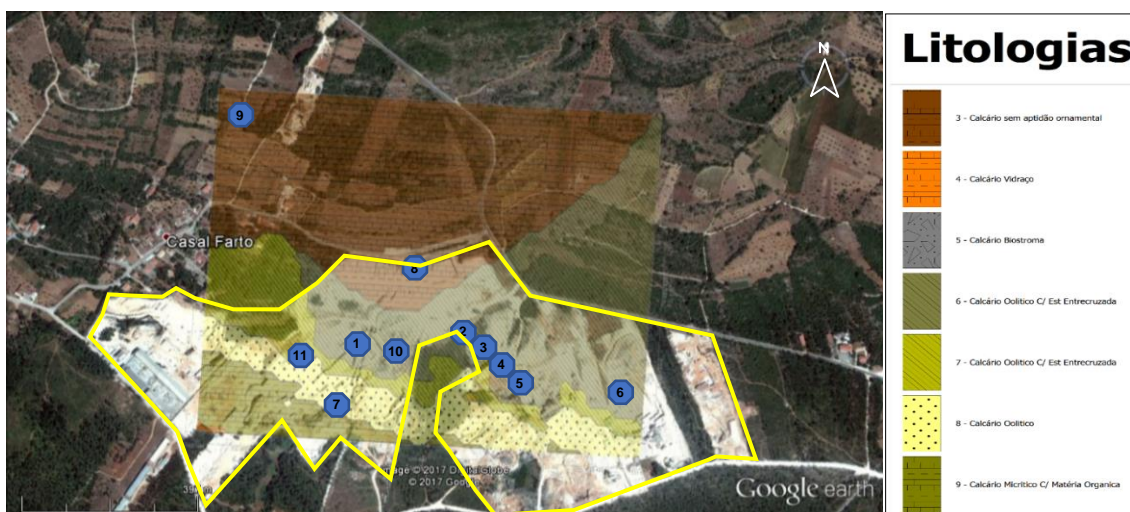 N
9
Casal Farto
8
2
1
3
10
11
4
5
6
7
Image © 2017 DigitalGlobe
© 2017 Google
Google earth
Litologias
3 - Calcário sem aptidão ornamental
4 - Calcário Vidraço
5 - Calcário Biostroma
6 - Calcário Oolitico C/ Est Entrecruzada
7 - Calcário Oolitico C/ Est Entrecruzada
8 - Calcário Oolitico
9 - Calcário Micritico C/ Matéria Organica